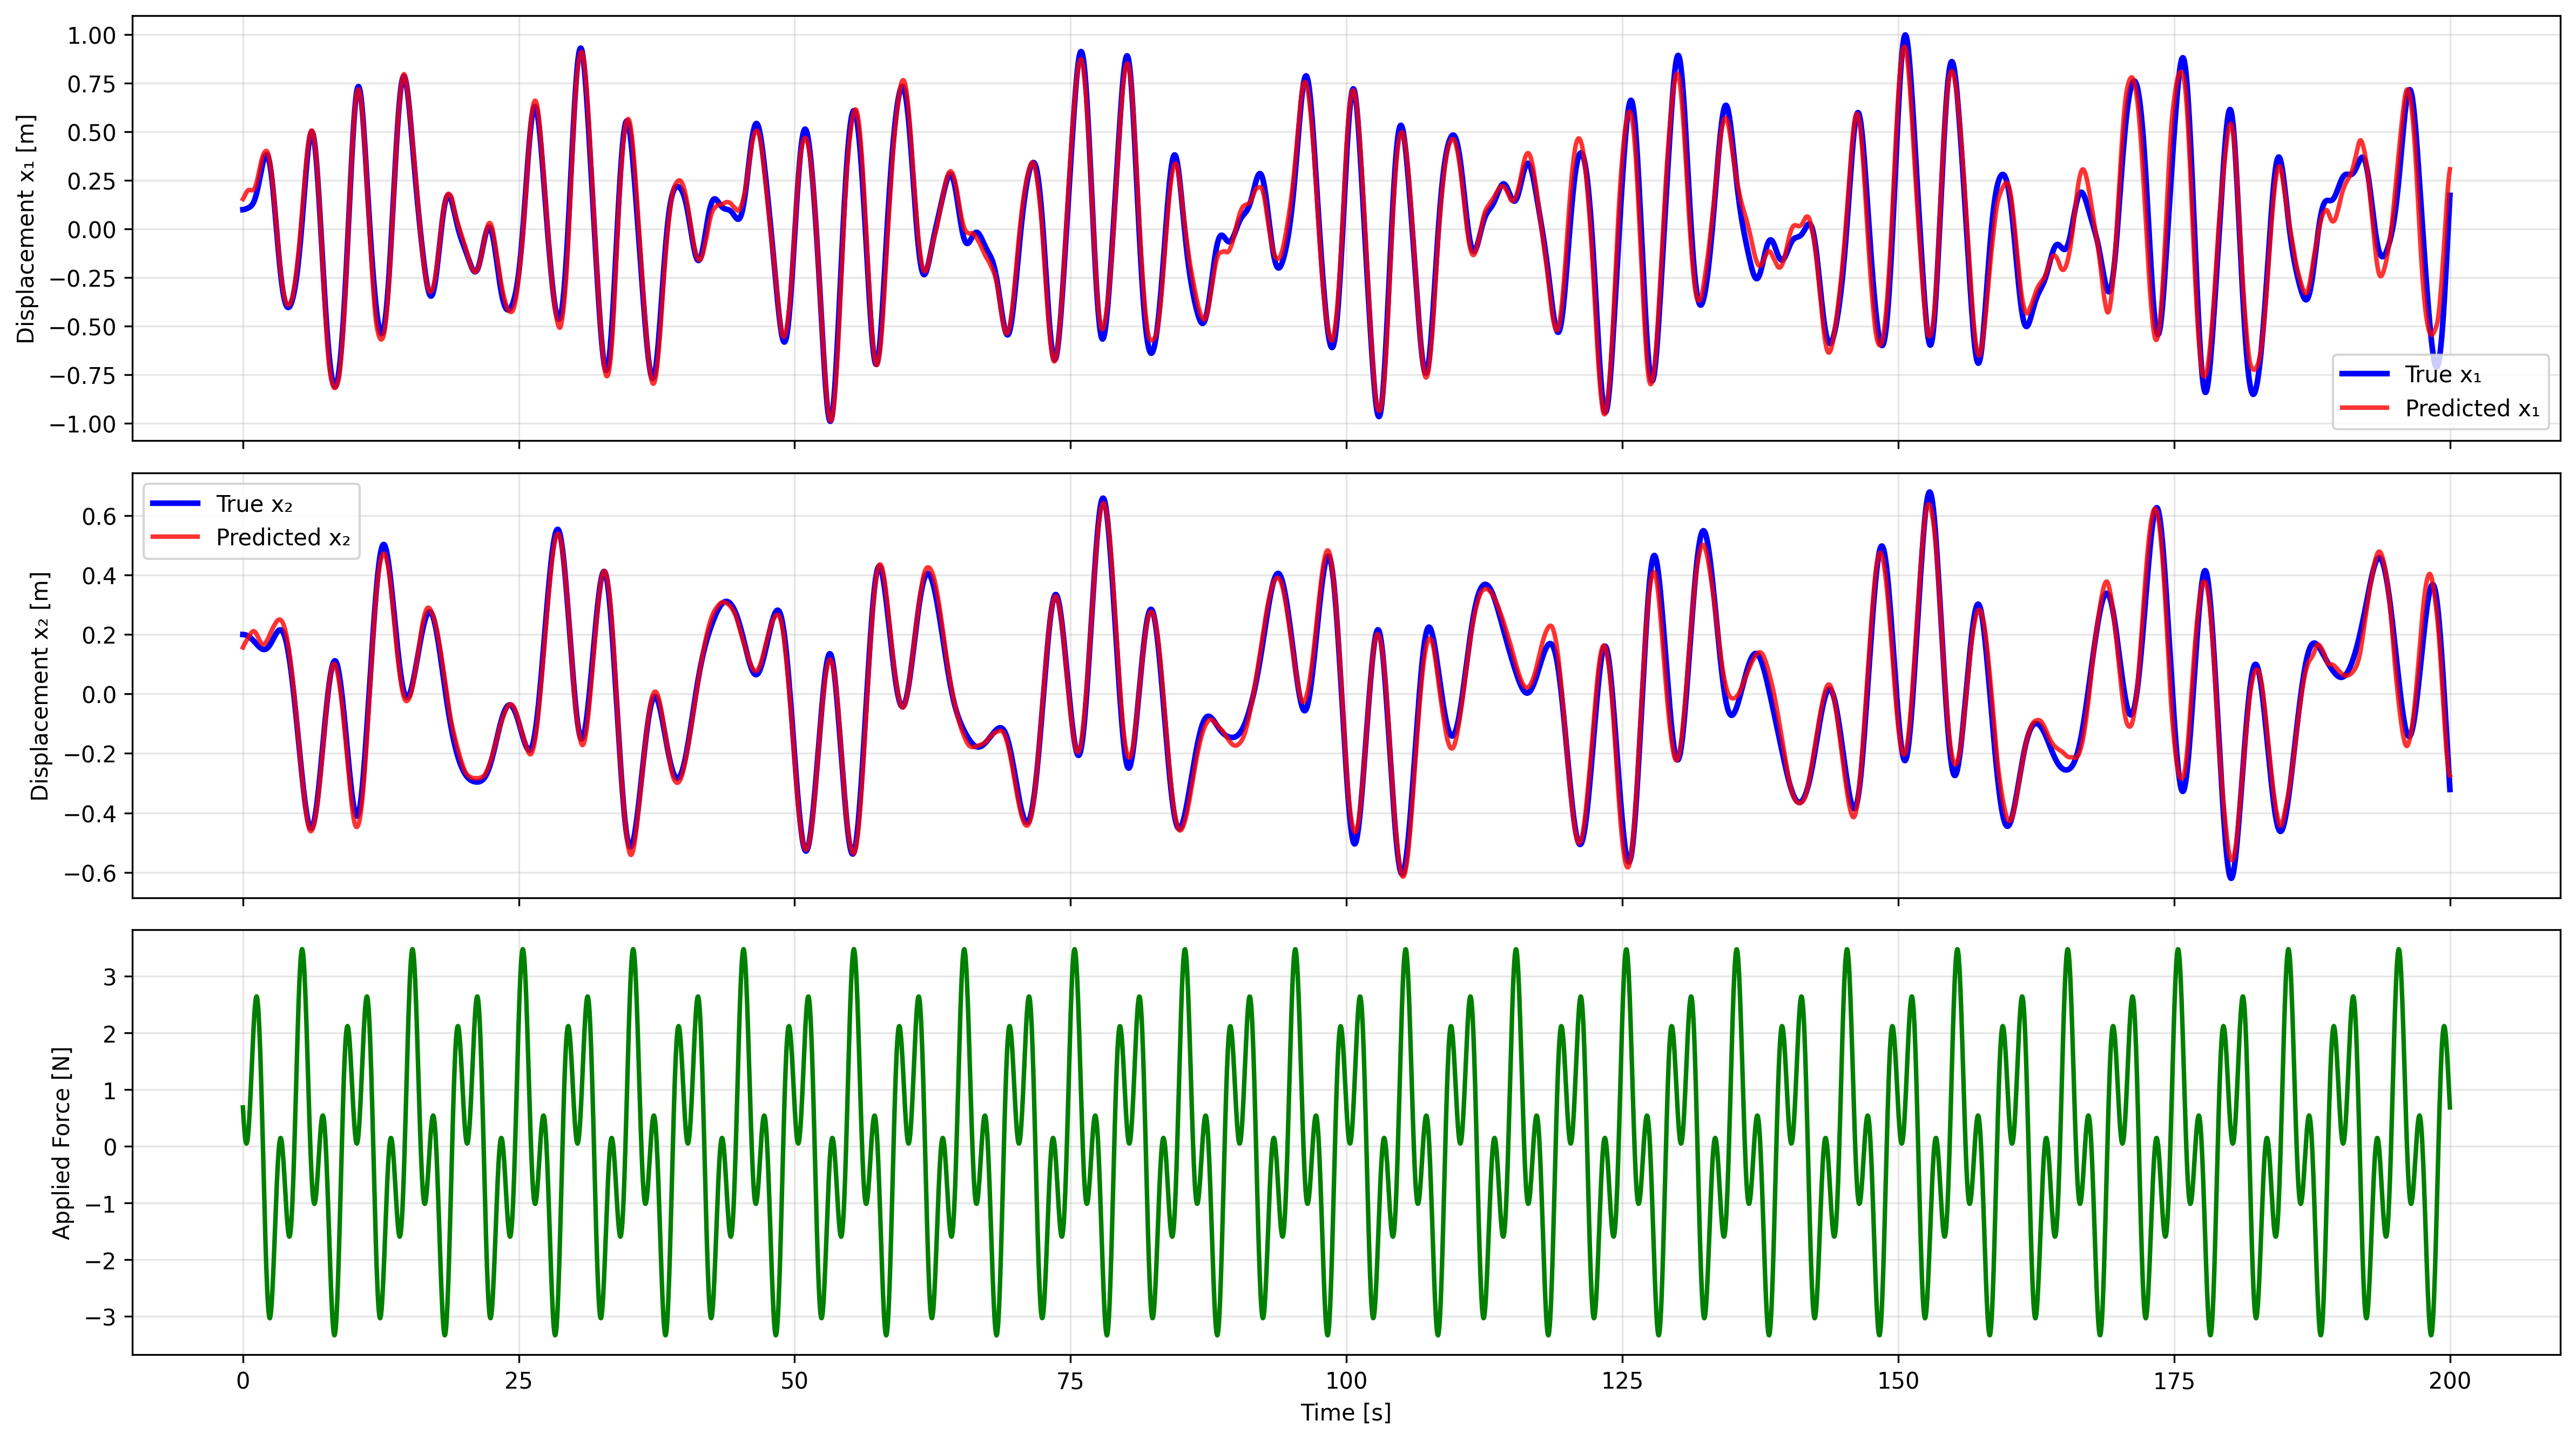 Displacement x₁ [m]
1.00
0.75
0.50
0.25
0.00
−0.25
−0.50
−0.75
−1.00
True x₁
Predicted x₁
Displacement x₂ [m]
0.6
0.4
0.2
0.0
−0.2
−0.4
−0.6
True x₂
Predicted x₂
Applied Force [N]
3
2
1
0
−1
−2
−3
0 25 50 75 100 125 150 175 200
Time [s]